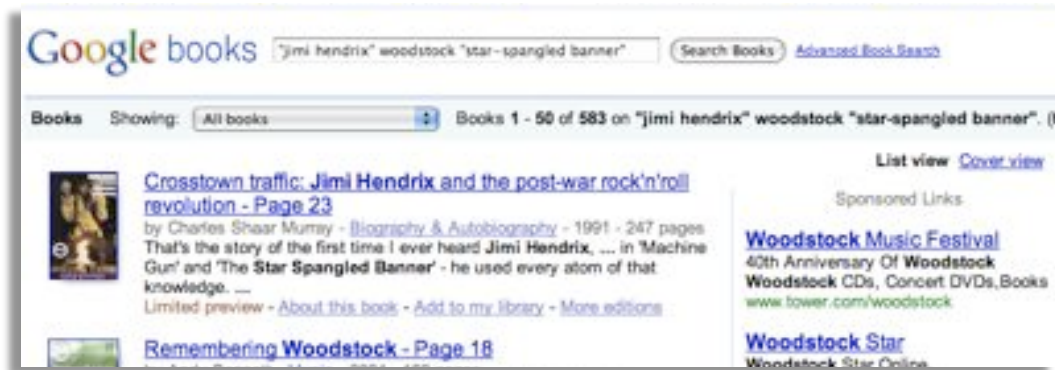 Google books "jimi hendrix" woodstock "star-spangled banner" Search Books Advanced Book Search
Books Showing: All books Books 1 - 50 of 583 on "jimi hendrix" woodstock "star-spangled banner". (
List view Cover view
Crosstown traffic: Jimi Hendrix and the post-war rock'n'roll
revolution - Page 23
by Charles Shaar Murray - Biography & Autobiography - 1991 - 247 pages
That's the story of the first time I ever heard Jimi Hendrix, .... in 'Machine
Gun' and 'The Star Spangled Banner' - he used every atom of that
knowledge. ....
Limited preview - About this book - Add to my library - More editions
Remembering Woodstock - Page 18
Sponsored Links
Woodstock Music Festival
40th Anniversary Of Woodstock
Woodstock CDs, Concert DVDs,Books
www.tower.com/woodstock
Woodstock Star
Woodstock Star Online